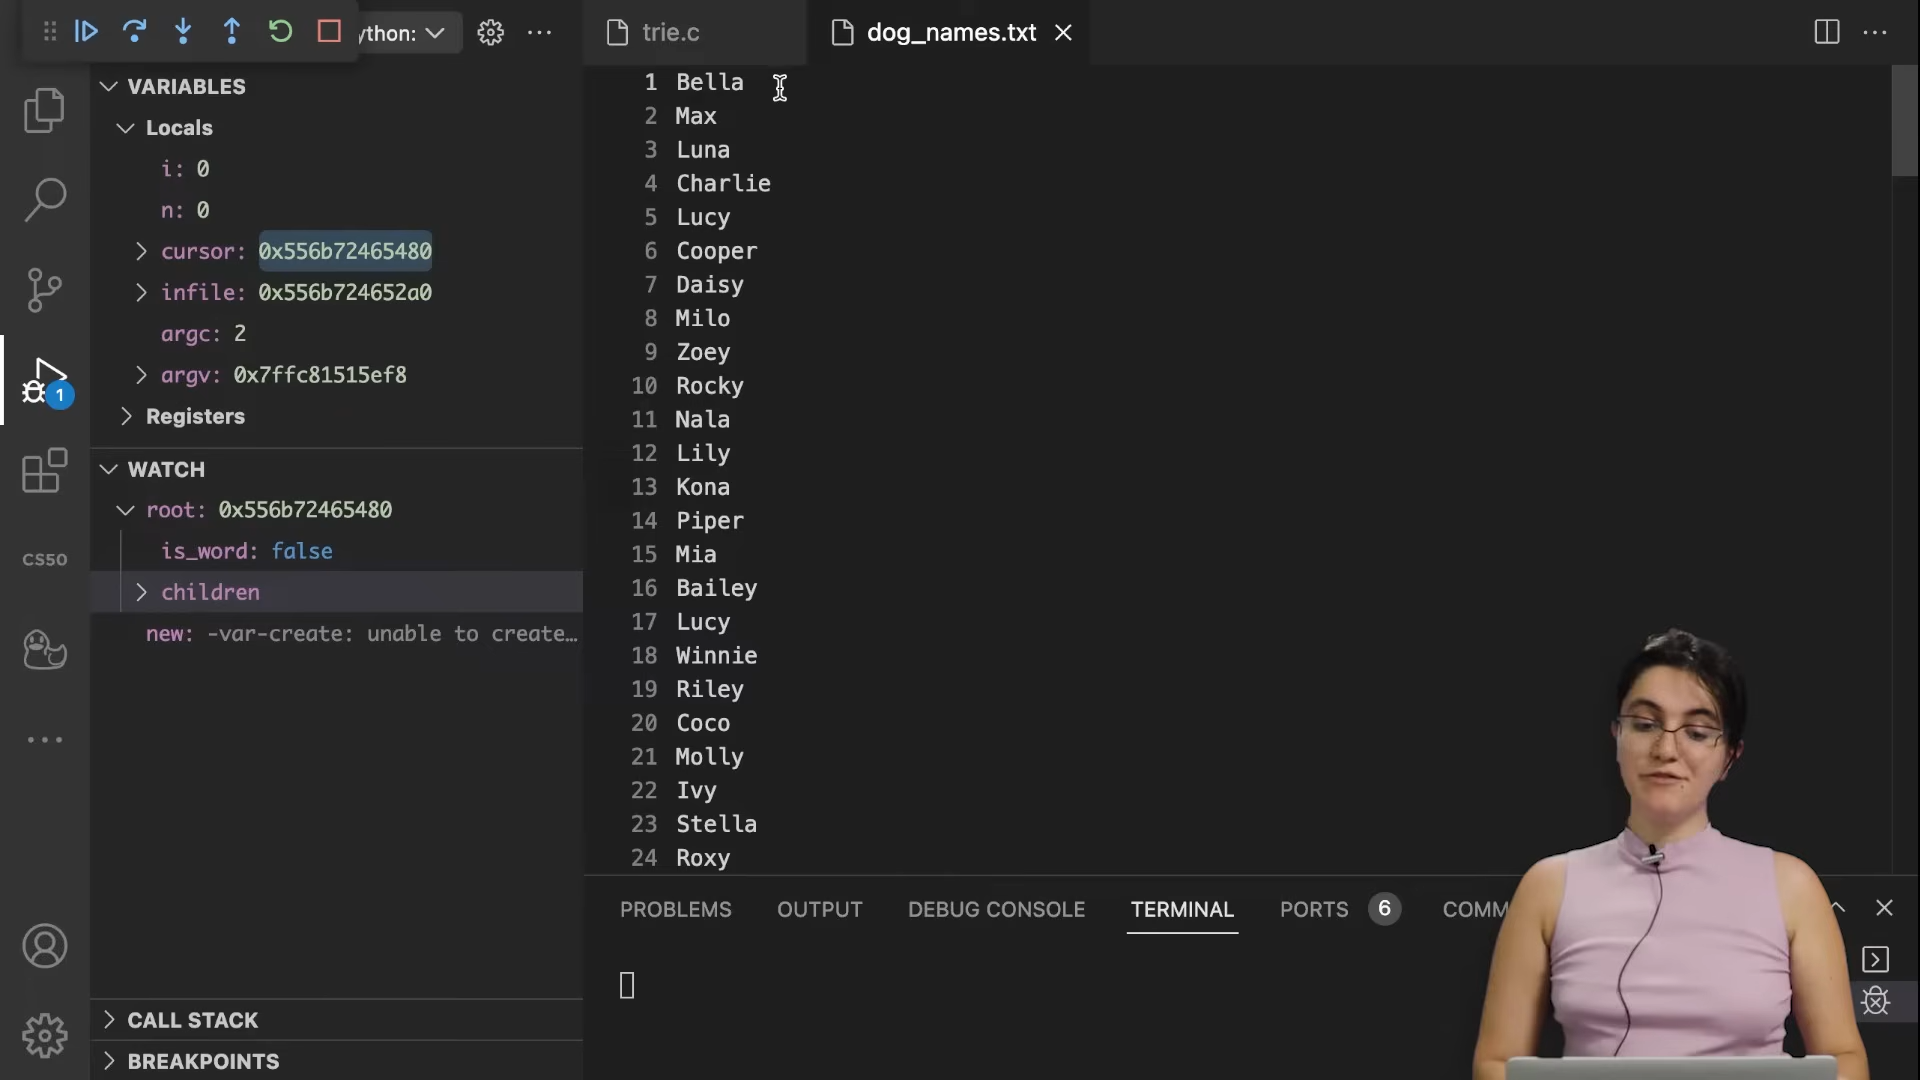 ython:
trie.c
dog_names.txt
VARIABLES
Locals
i: 0
n: 0
cursor: 0x556b72465480
infile: 0x556b724652a0
argc: 2
argv: 0x7ffc81515ef8
Registers
WATCH
root: 0x556b72465480
is_word: false
children
new: -var-create: unable to create…
CALL STACK
BREAKPOINTS
1
CS50
1 Bella
2 Max
3 Luna
4 Charlie
5 Lucy
6 Cooper
7 Daisy
8 Milo
9 Zoey
10 Rocky
11 Nala
12 Lily
13 Kona
14 Piper
15 Mia
16 Bailey
17 Lucy
18 Winnie
19 Riley
20 Coco
21 Molly
22 Ivy
23 Stella
24 Roxy
PROBLEMS OUTPUT DEBUG CONSOLE TERMINAL PORTS 6 COMM